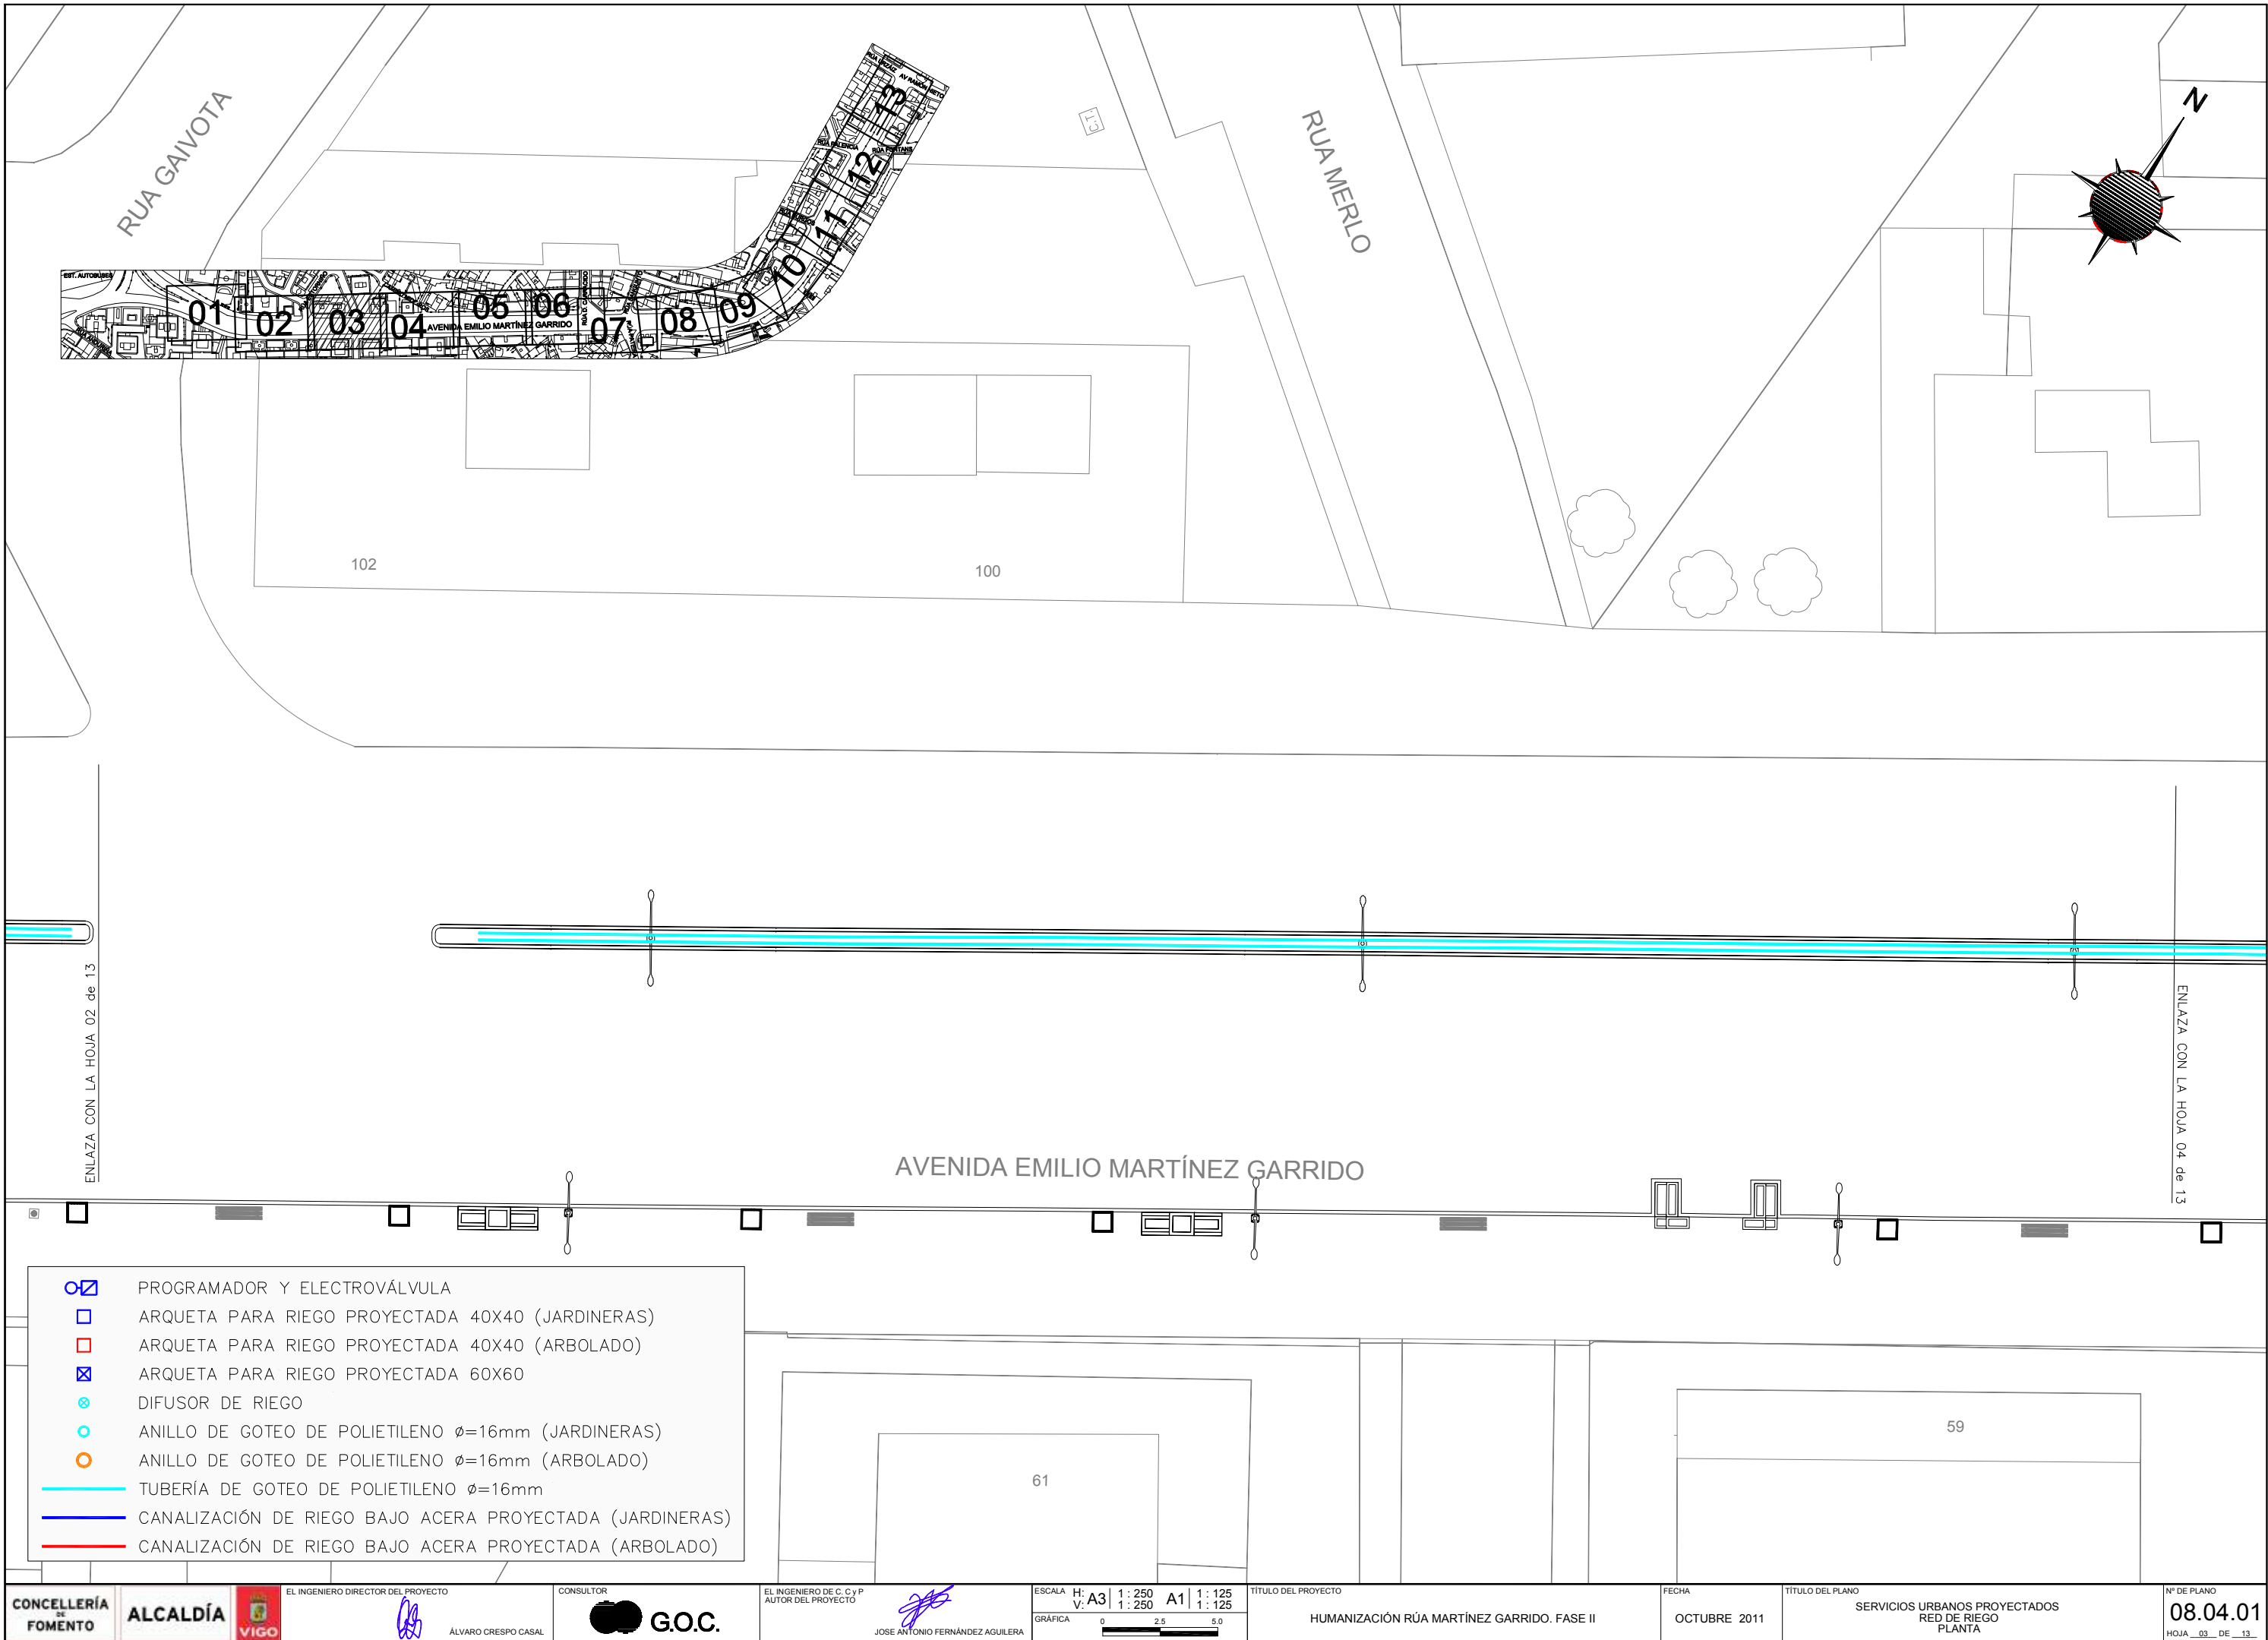 RUA GAIVOTA
RUA MERLO
C.T.
N
RÚA URZÁIZ
AV RAMÓN NIETO
RÚA PALENCIA
13
12
11
10
EST. AUTOBUSES
01
02
03
04
05
06
07
08
09
AVENIDA EMILIO MARTÍNEZ GARRIDO
102
100
ENLAZA CON LA HOJA 02 de 13
ENLAZA CON LA HOJA 04 de 13
AVENIDA EMILIO MARTÍNEZ GARRIDO
PROGRAMADOR Y ELECTROVÁLVULA
ARQUETA PARA RIEGO PROYECTADA 40X40 (JARDINERAS)
ARQUETA PARA RIEGO PROYECTADA 40X40 (ARBOLADO)
ARQUETA PARA RIEGO PROYECTADA 60X60
DIFUSOR DE RIEGO
ANILLO DE GOTEO DE POLIETILENO ø=16mm (JARDINERAS)
ANILLO DE GOTEO DE POLIETILENO ø=16mm (ARBOLADO)
TUBERÍA DE GOTEO DE POLIETILENO ø=16mm
CANALIZACIÓN DE RIEGO BAJO ACERA PROYECTADA (JARDINERAS)
CANALIZACIÓN DE RIEGO BAJO ACERA PROYECTADA (ARBOLADO)
61
59
CONCELLERÍA
DE
FOMENTO
ALCALDÍA
VIGO
EL INGENIERO DIRECTOR DEL PROYECTO
ÁLVARO CRESPO CASAL
CONSULTOR
G.O.C.
EL INGENIERO DE C. C y P
AUTOR DEL PROYECTO
JOSE ANTONIO FERNÁNDEZ AGUILERA
ESCALA H: A3 1 : 250 A1 1 : 125
V: 1 : 250 1 : 125
GRÁFICA 0 2.5 5.0
TÍTULO DEL PROYECTO
HUMANIZACIÓN RÚA MARTÍNEZ GARRIDO. FASE II
FECHA
OCTUBRE 2011
TÍTULO DEL PLANO
SERVICIOS URBANOS PROYECTADOS
RED DE RIEGO
PLANTA
Nº DE PLANO
08.04.01
HOJA 03 DE 13